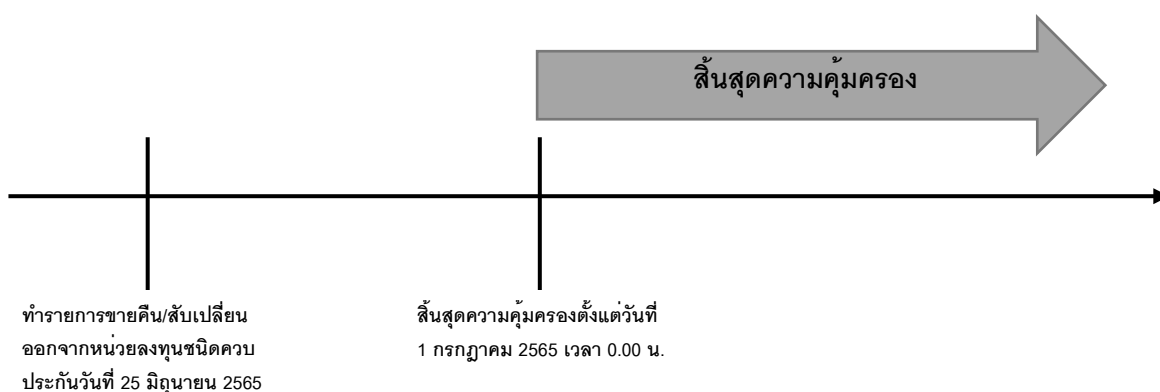 สิ้นสุดความคุ้มครอง
ทำรายการขายคืน/สับเปลี่ยน
ออกจากหน่วยลงทุนชนิดควบ
ประกันวันที่ 25 มิถุนายน 2565
สิ้นสุดความคุ้มครองตั้งแต่วันที่
1 กรกฎาคม 2565 เวลา 0.00 น.